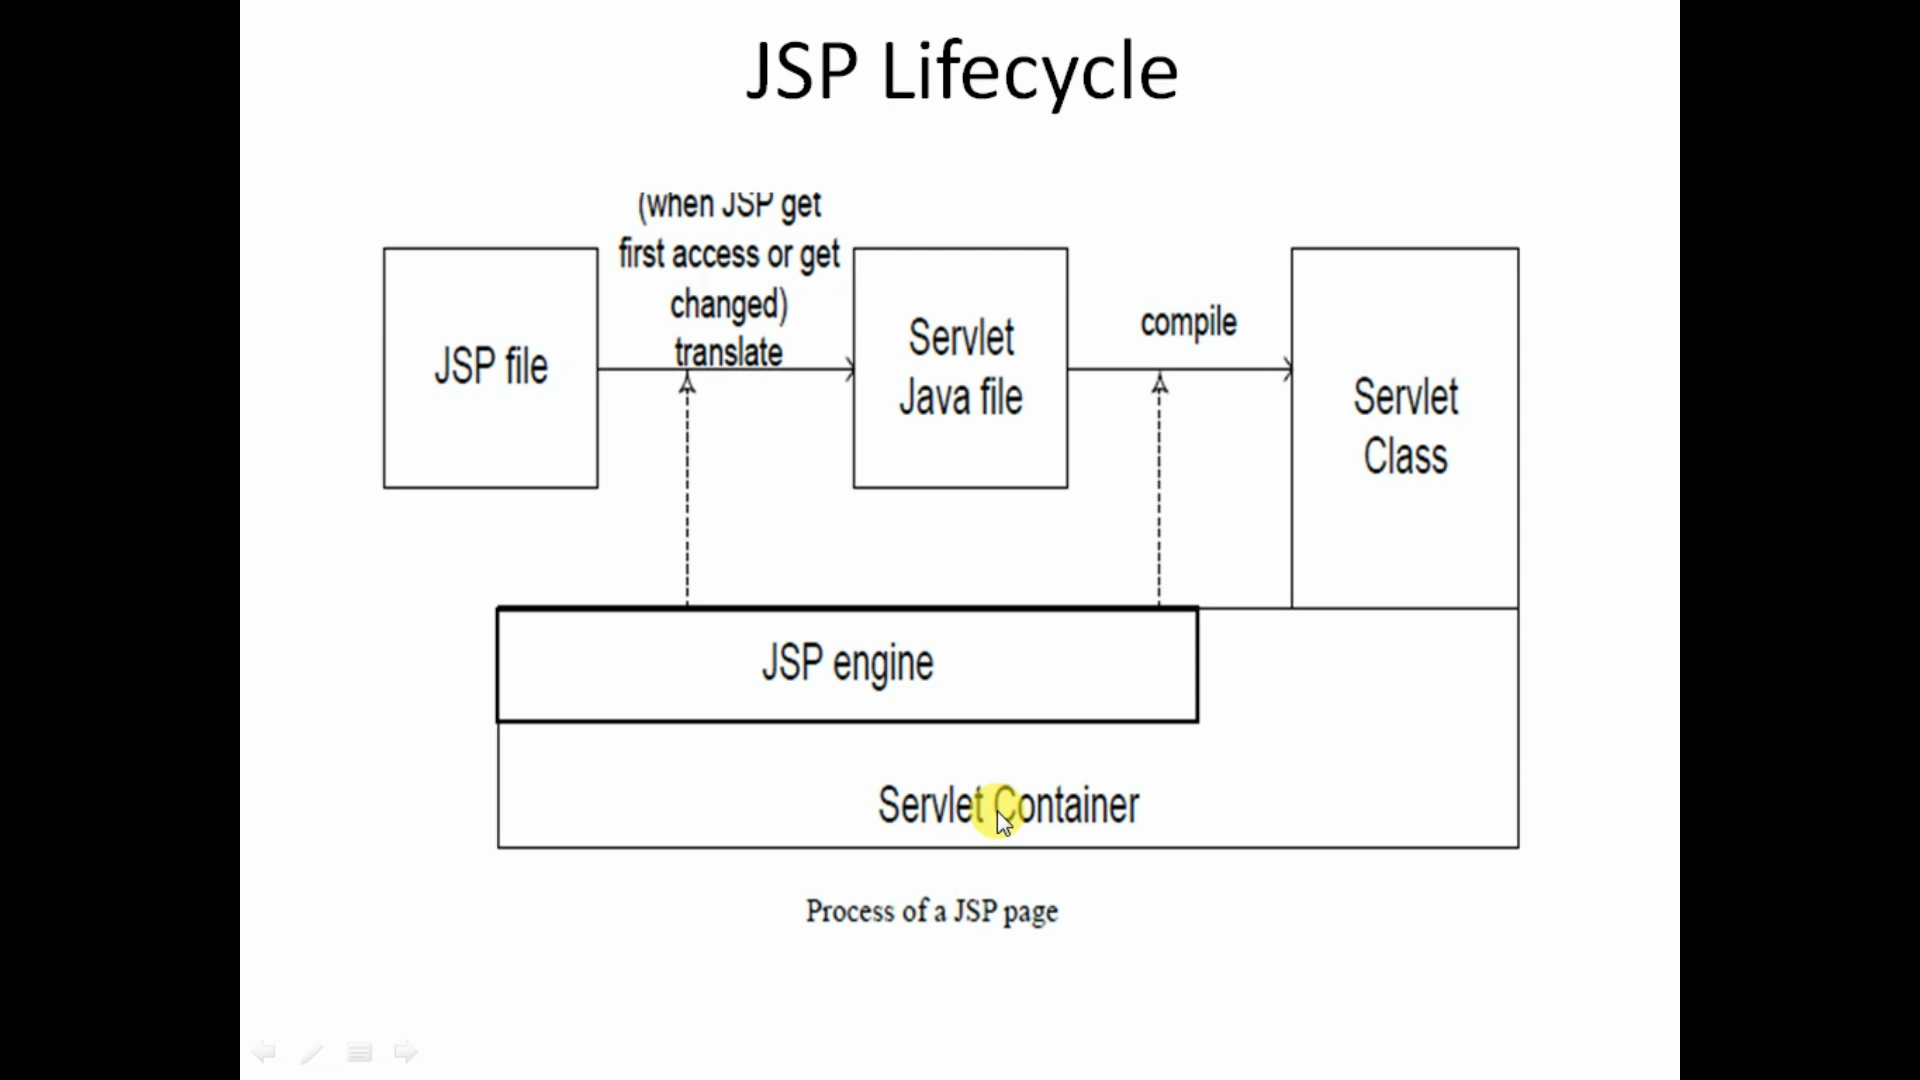 JSP Lifecycle
(when JSP get
first access or get
changed)
translate
JSP file
Servlet
Java file
compile
Servlet
Class
JSP engine
Servlet Container
Process of a JSP page